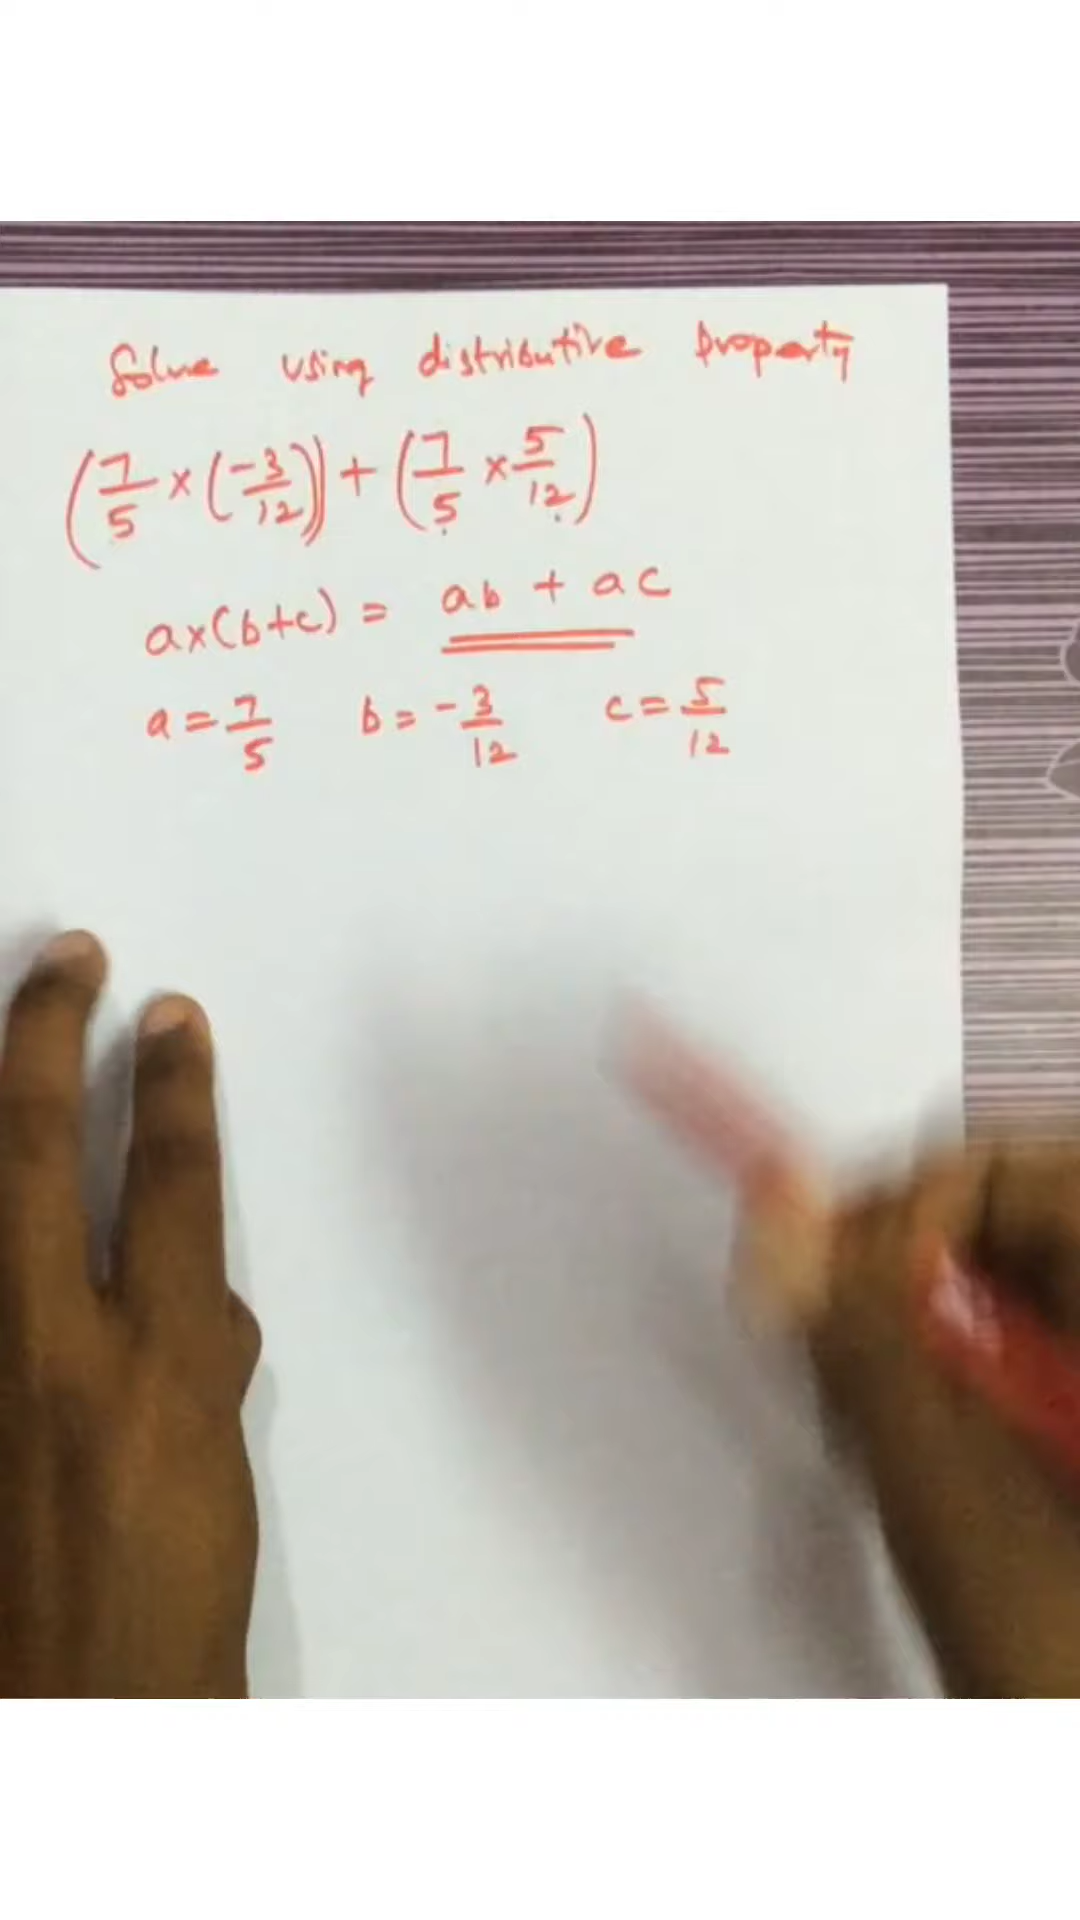 Solve using distributive property
(7/5 × (-3/12)) + (7/5 × 5/12)
a×(b+c) = ab + ac
a = 7/5 b = -3/12 c = 5/12